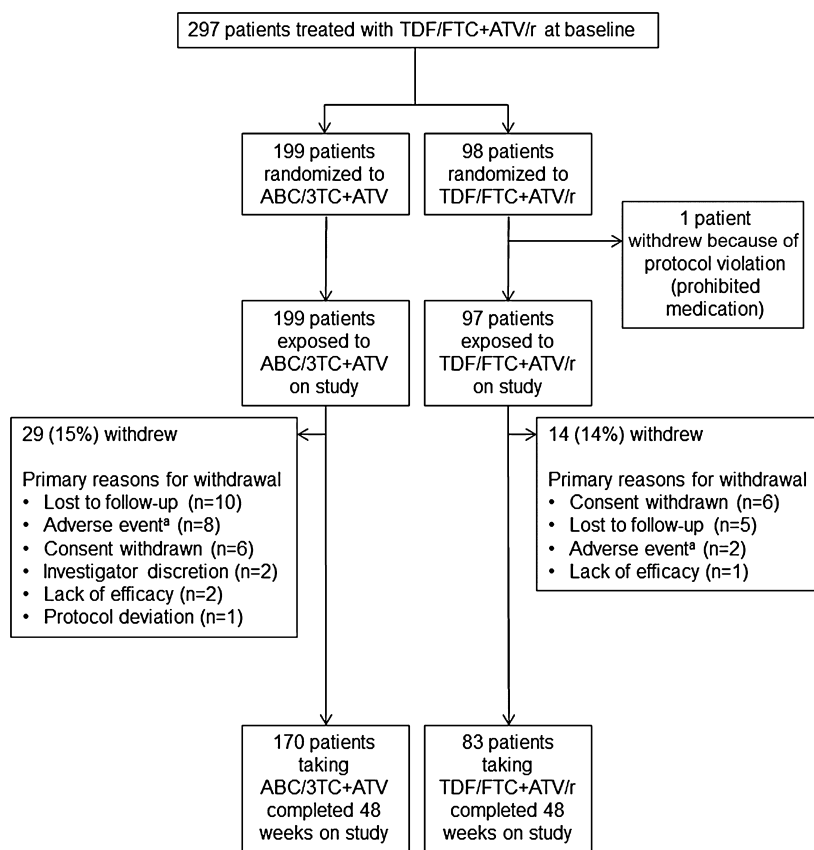 297 patients treated with TDF/FTC+ATV/r at baseline
199 patients
randomized to
ABC/3TC+ATV
98 patients
randomized to
TDF/FTC+ATV/r
1 patient
withdrew because of
protocol violation
(prohibited
medication)
199 patients
exposed to
ABC/3TC+ATV
on study
97 patients
exposed to
TDF/FTC+ATV/r
on study
29 (15%) withdrew
Primary reasons for withdrawal
• Lost to follow-up (n=10)
• Adverse eventᵃ (n=8)
• Consent withdrawn (n=6)
• Investigator discretion (n=2)
• Lack of efficacy (n=2)
• Protocol deviation (n=1)
14 (14%) withdrew
Primary reasons for withdrawal
• Consent withdrawn (n=6)
• Lost to follow-up (n=5)
• Adverse eventᵃ (n=2)
• Lack of efficacy (n=1)
170 patients
taking
ABC/3TC+ATV
completed 48
weeks on study
83 patients
taking
TDF/FTC+ATV/r
completed 48
weeks on study